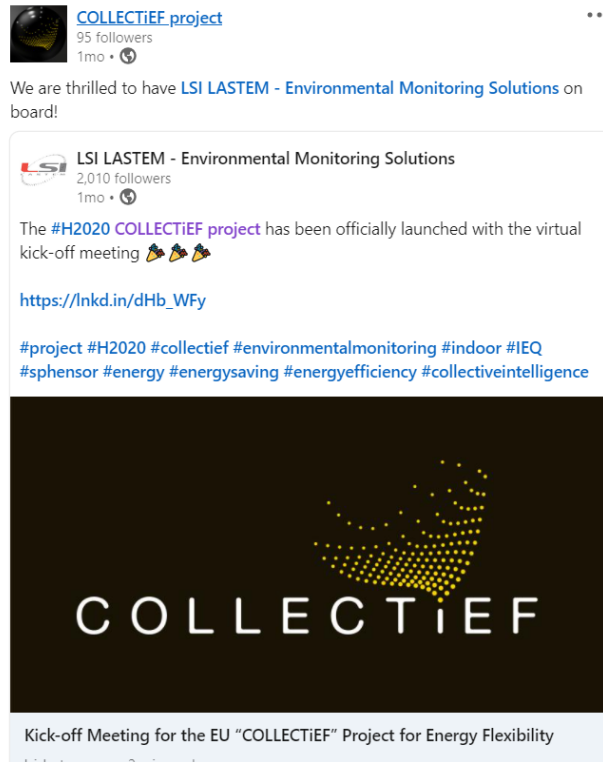 COLLECTiEF project
95 followers
1mo •
We are thrilled to have LSI LASTEM - Environmental Monitoring Solutions on
board!
LSI
LASTEM
LSI LASTEM - Environmental Monitoring Solutions
2,010 followers
1mo •
The #H2020 COLLECTiEF project has been officially launched with the virtual
kick-off meeting 🎉 🎉 🎉
https://lnkd.in/dHb_WFy
#project #H2020 #collectief #environmentalmonitoring #indoor #IEQ
#sphensor #energy #energysaving #energyefficiency #collectiveintelligence
COLLECTiEF
Kick-off Meeting for the EU “COLLECTiEF” Project for Energy Flexibility